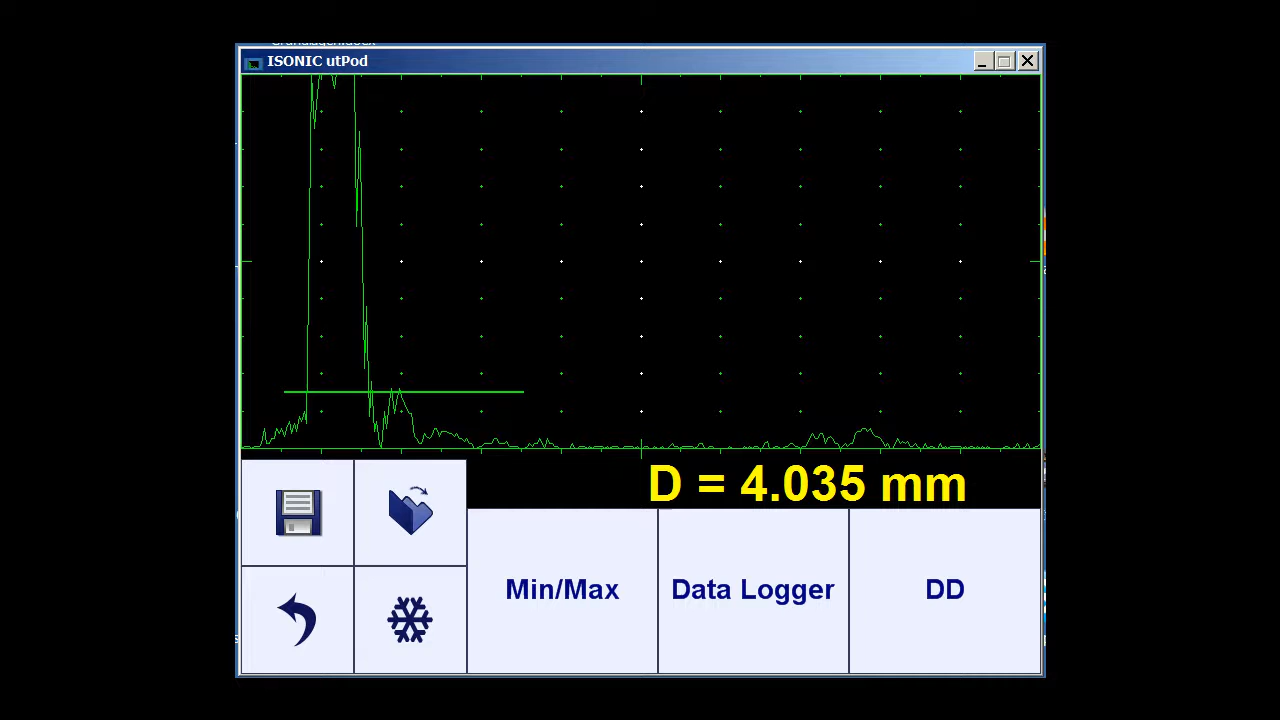 ISONIC utPod
D = 4.035 mm
Min/Max
Data Logger
DD